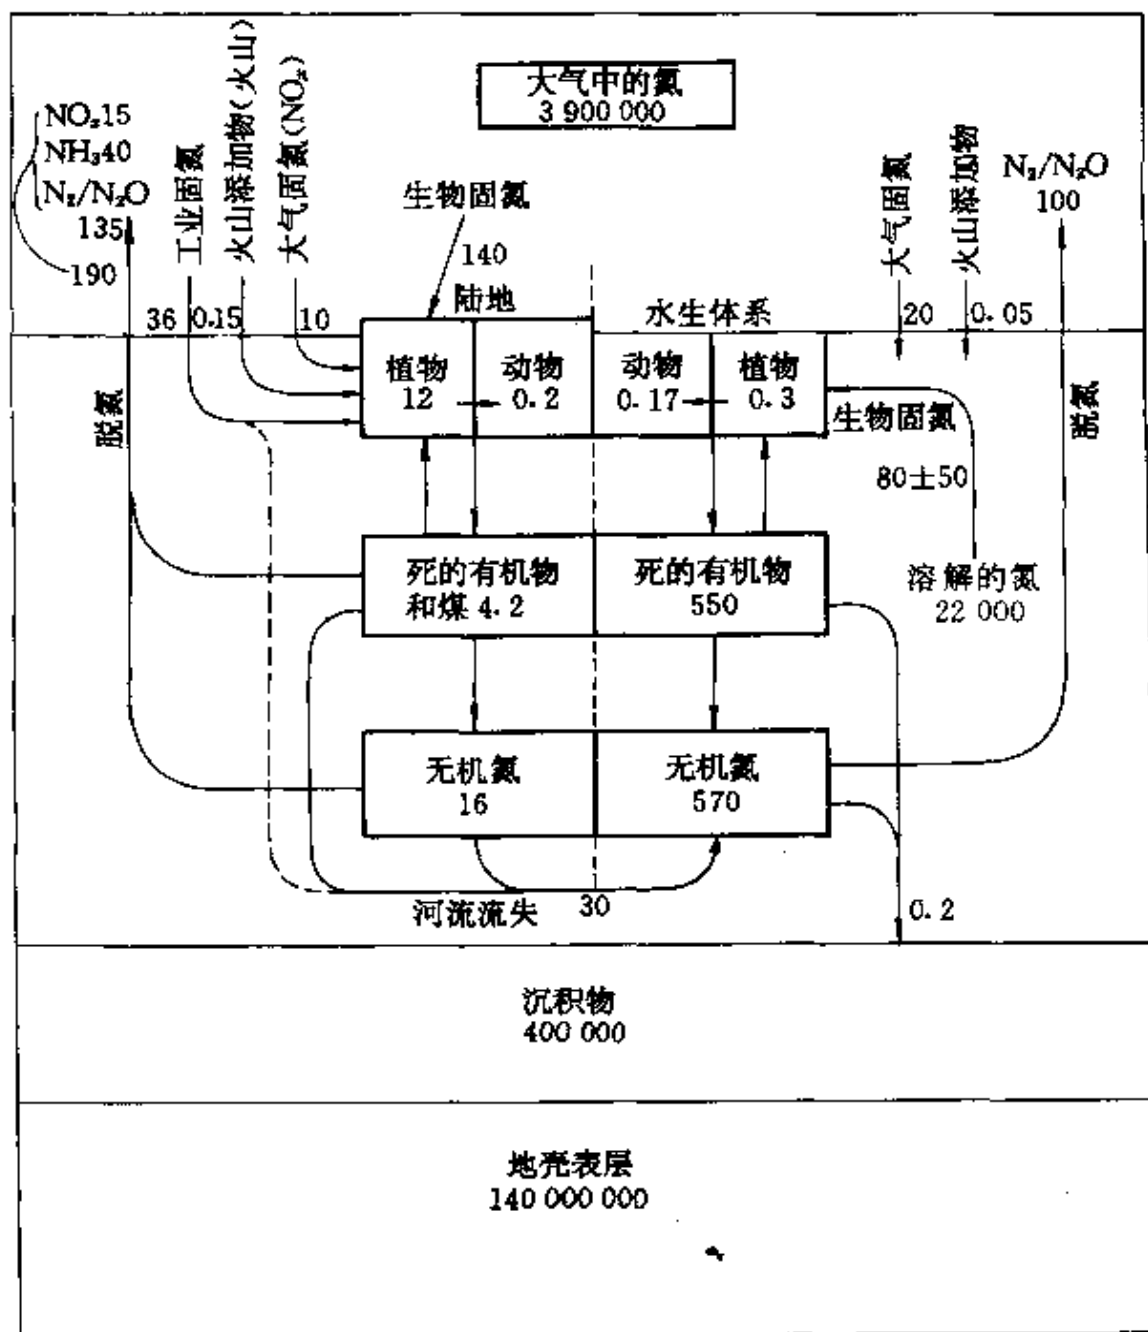 大气中的氮
3 900 000
NOx15
NH₃40
N₂/N₂O
135
190
工业固氮
火山添加物(火山)
大气固氮(NOx)
生物固氮
140
大气固氮
火山添加物
N₂/N₂O
100
36
0.15
10
陆地
水生体系
20
0.05
植物
12
动物
0.2
动物
0.17
植物
0.3
脱氮
生物固氮
80±50
脱氮
死的有机物
和煤 4.2
死的有机物
550
溶解的氮
22 000
无机氮
16
无机氮
570
河流流失
30
0.2
沉积物
400 000
地壳表层
140 000 000